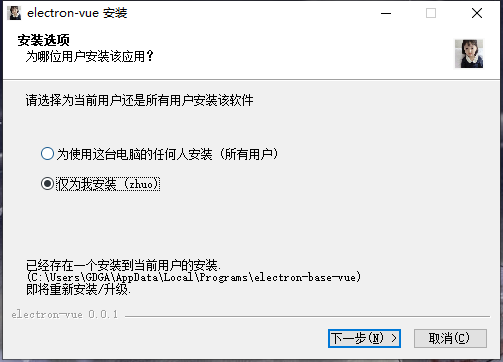 electron-vue 安装
安装选项
为哪位用户安装该应用？
请选择为当前用户还是所有用户安装该软件
为使用这台电脑的任何人安装（所有用户）
仅为我安装 (zhuo)
已经存在一个安装到当前用户的安装.
(C:\Users\GDGA\AppData\Local\Programs\electron-base-vue)
即将重新安装/升级.
electron-vue 0.0.1
下一步(N) > 取消(C)